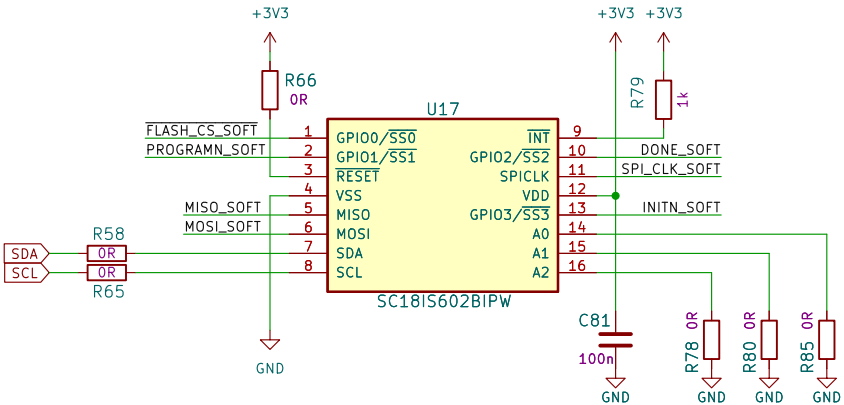 +3V3
+3V3
+3V3
R66
0R
R79
1k
U17
FLASH_CS_SOFT
1
GPIO0/SS0
INT
9
PROGRAMN_SOFT
2
GPIO1/SS1
GPIO2/SS2
10
DONE_SOFT
3
RESET
SPICLK
11
SPI_CLK_SOFT
4
VSS
VDD
12
MISO_SOFT
5
MISO
GPIO3/SS3
13
INITN_SOFT
MOSI_SOFT
6
MOSI
A0
14
R58
SDA
0R
7
SDA
A1
15
SCL
0R
8
SCL
A2
16
R65
SC18IS602BIPW
C81
100n
0R
R78
0R
R80
0R
R85
GND
GND
GND
GND
GND